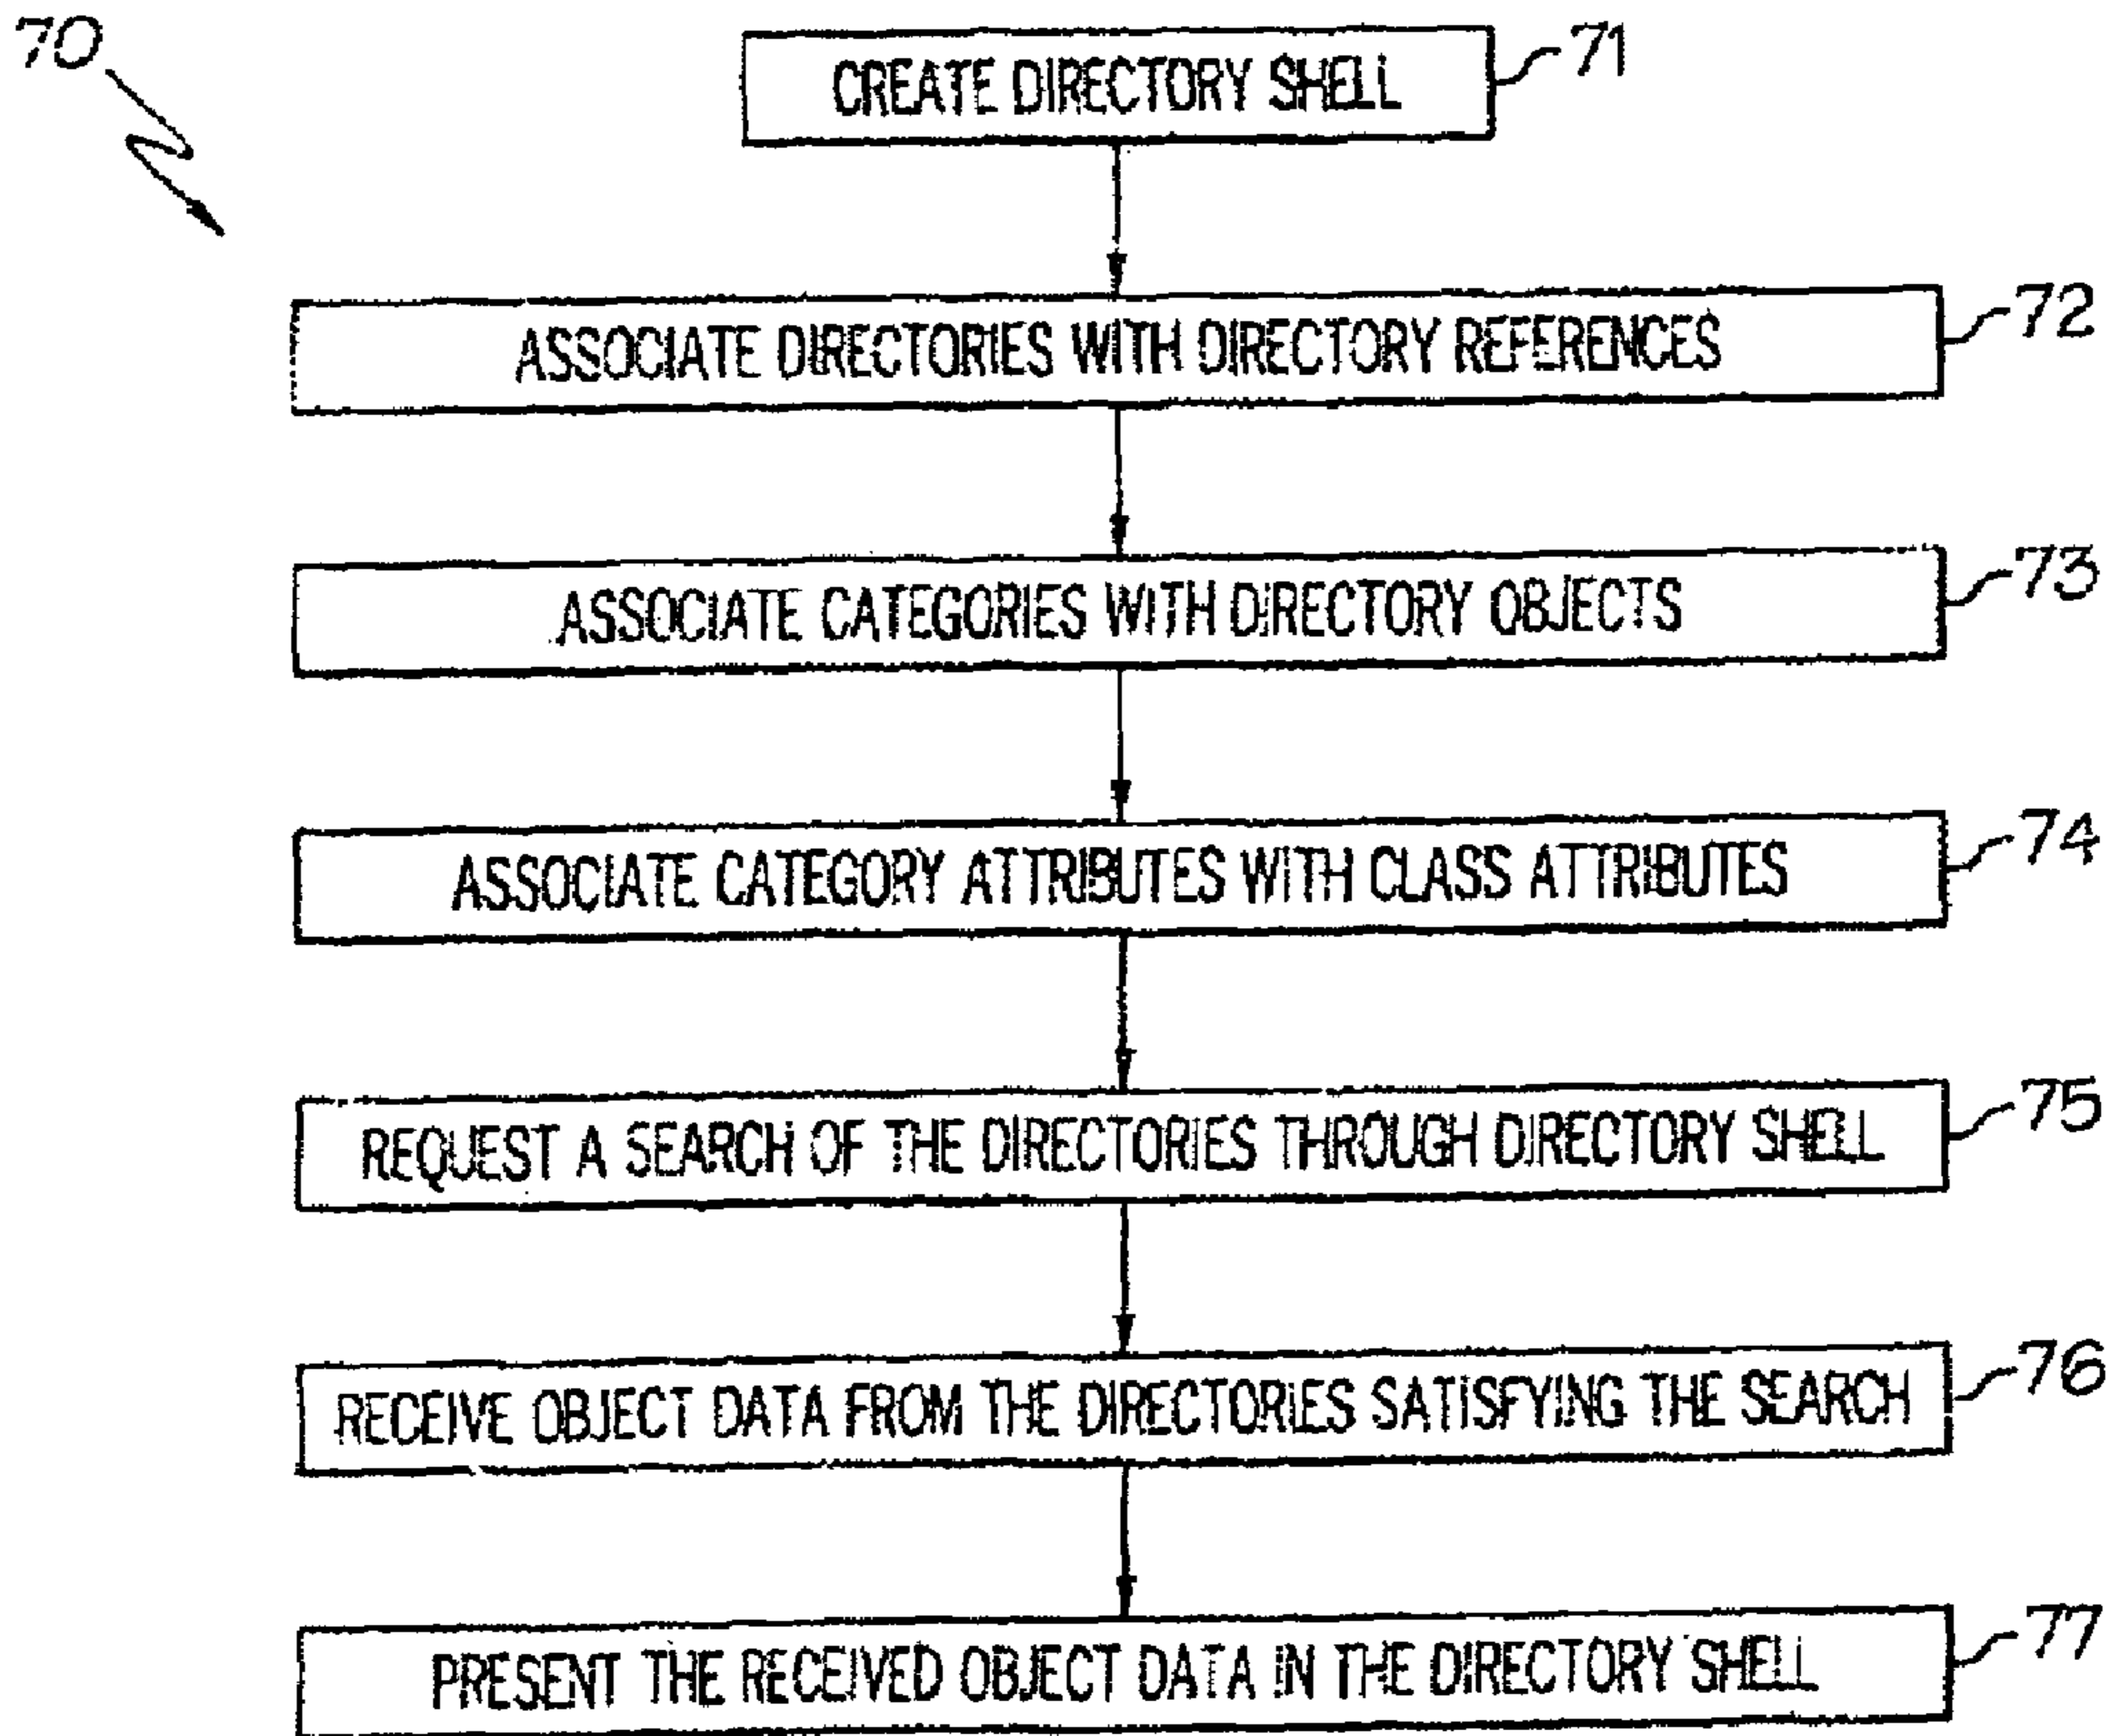 70
CREATE DIRECTORY SHELL 71
ASSOCIATE DIRECTORIES WITH DIRECTORY REFERENCES 72
ASSOCIATE CATEGORIES WITH DIRECTORY OBJECTS 73
ASSOCIATE CATEGORY ATTRIBUTES WITH CLASS ATTRIBUTES 74
REQUEST A SEARCH OF THE DIRECTORIES THROUGH DIRECTORY SHELL 75
RECEIVE OBJECT DATA FROM THE DIRECTORIES SATISFYING THE SEARCH 76
PRESENT THE RECEIVED OBJECT DATA IN THE DIRECTORY SHELL 77